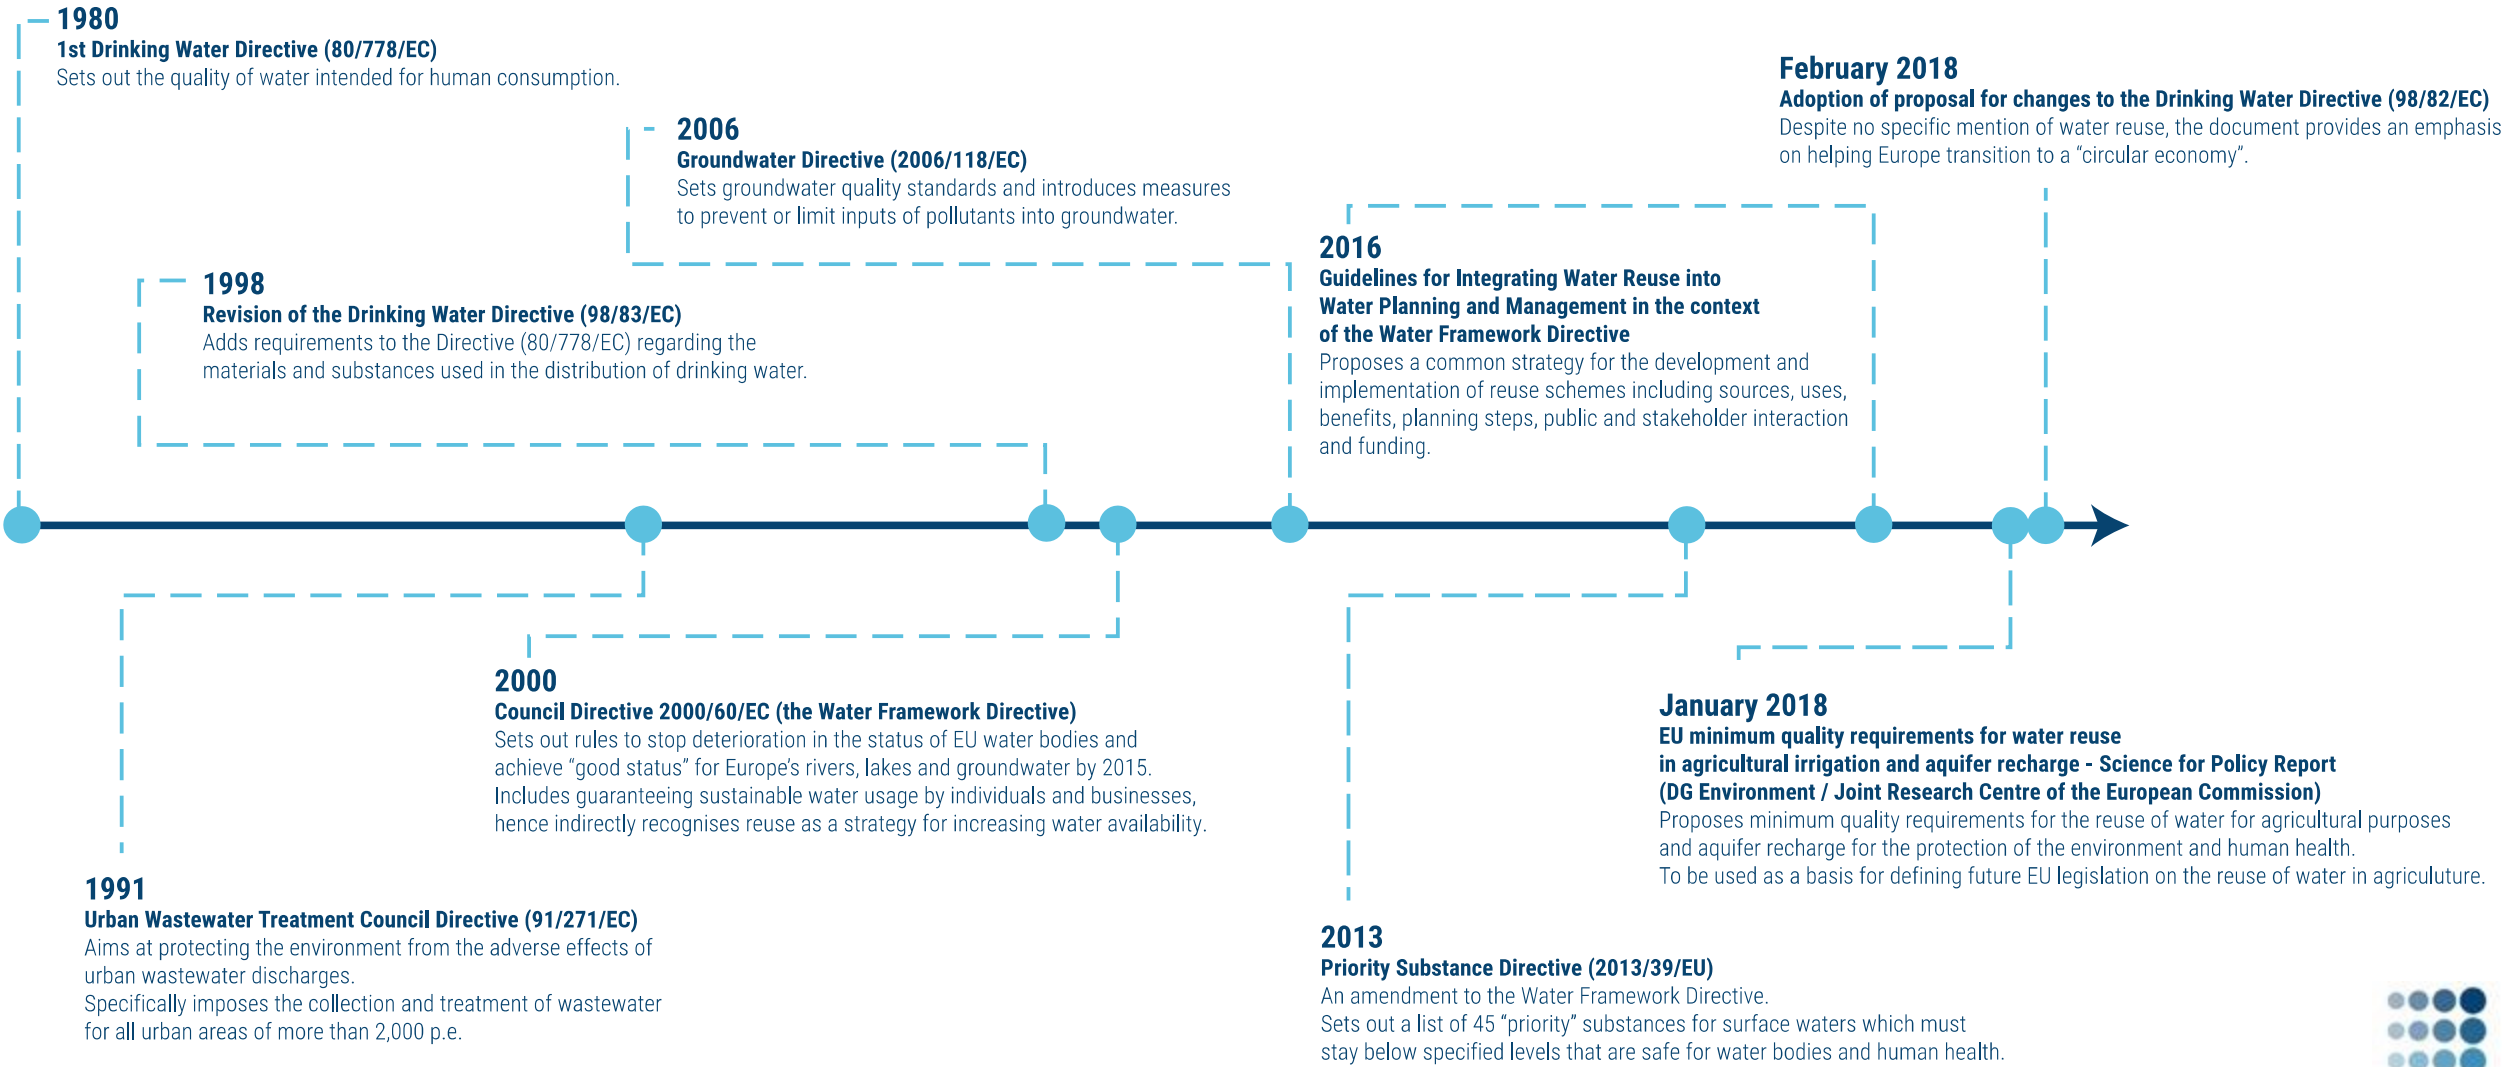 1980
1st Drinking Water Directive (80/778/EC)
Sets out the quality of water intended for human consumption.
2006
Groundwater Directive (2006/118/EC)
Sets groundwater quality standards and introduces measures
to prevent or limit inputs of pollutants into groundwater.
February 2018
Adoption of proposal for changes to the Drinking Water Directive (98/82/EC)
Despite no specific mention of water reuse, the document provides an emphasis
on helping Europe transition to a “circular economy”.
1998
Revision of the Drinking Water Directive (98/83/EC)
Adds requirements to the Directive (80/778/EC) regarding the
materials and substances used in the distribution of drinking water.
2016
Guidelines for Integrating Water Reuse into
Water Planning and Management in the context
of the Water Framework Directive
Proposes a common strategy for the development and
implementation of reuse schemes including sources, uses,
benefits, planning steps, public and stakeholder interaction
and funding.
2000
Council Directive 2000/60/EC (the Water Framework Directive)
Sets out rules to stop deterioration in the status of EU water bodies and
achieve “good status” for Europe’s rivers, lakes and groundwater by 2015.
Includes guaranteeing sustainable water usage by individuals and businesses,
hence indirectly recognises reuse as a strategy for increasing water availability.
January 2018
EU minimum quality requirements for water reuse
in agricultural irrigation and aquifer recharge - Science for Policy Report
(DG Environment / Joint Research Centre of the European Commission)
Proposes minimum quality requirements for the reuse of water for agricultural purposes
and aquifer recharge for the protection of the environment and human health.
To be used as a basis for defining future EU legislation on the reuse of water in agricluture.
1991
Urban Wastewater Treatment Council Directive (91/271/EC)
Aims at protecting the environment from the adverse effects of
urban wastewater discharges.
Specifically imposes the collection and treatment of wastewater
for all urban areas of more than 2,000 p.e.
2013
Priority Substance Directive (2013/39/EU)
An amendment to the Water Framework Directive.
Sets out a list of 45 “priority” substances for surface waters which must
stay below specified levels that are safe for water bodies and human health.